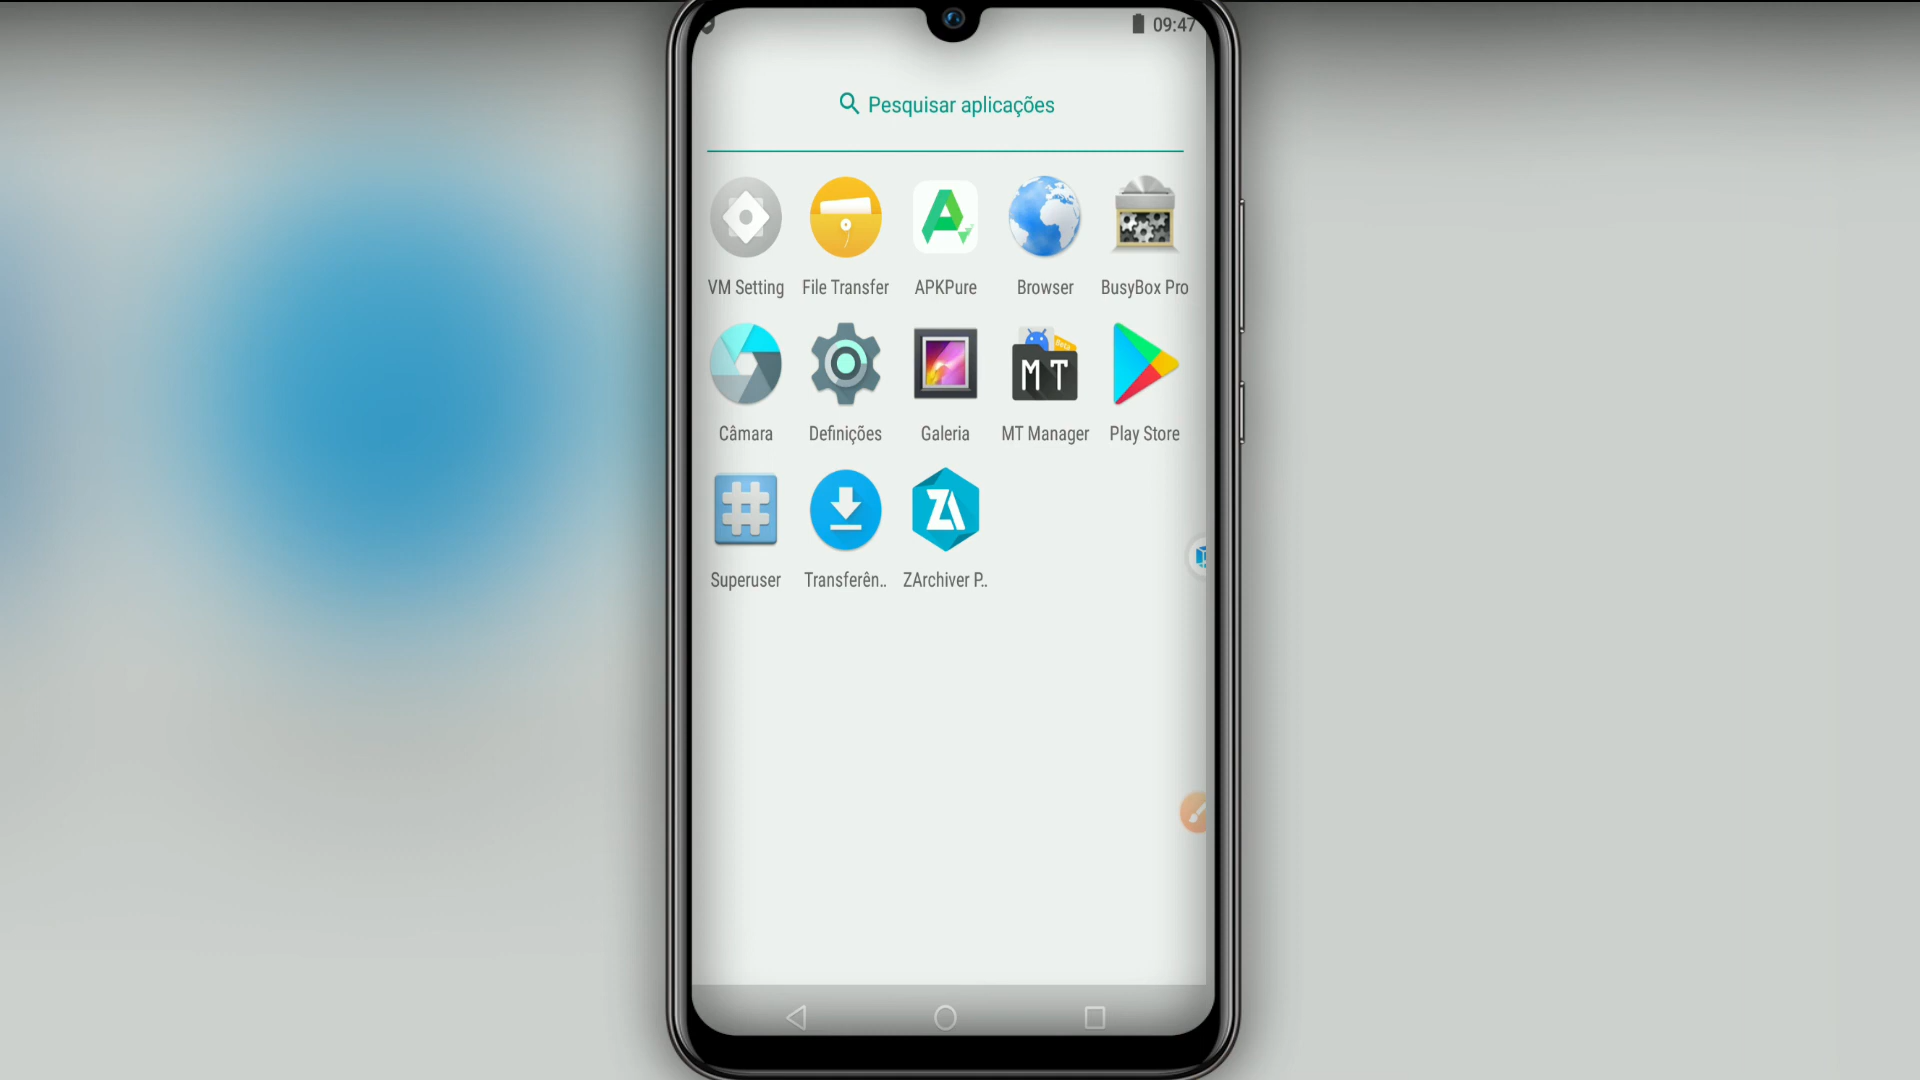 09:47
Pesquisar aplicações
VM Setting File Transfer APKPure Browser BusyBox Pro
MT
Câmara Definições Galeria MT Manager Play Store
ZA
Superuser Transferên.. ZArchiver P..